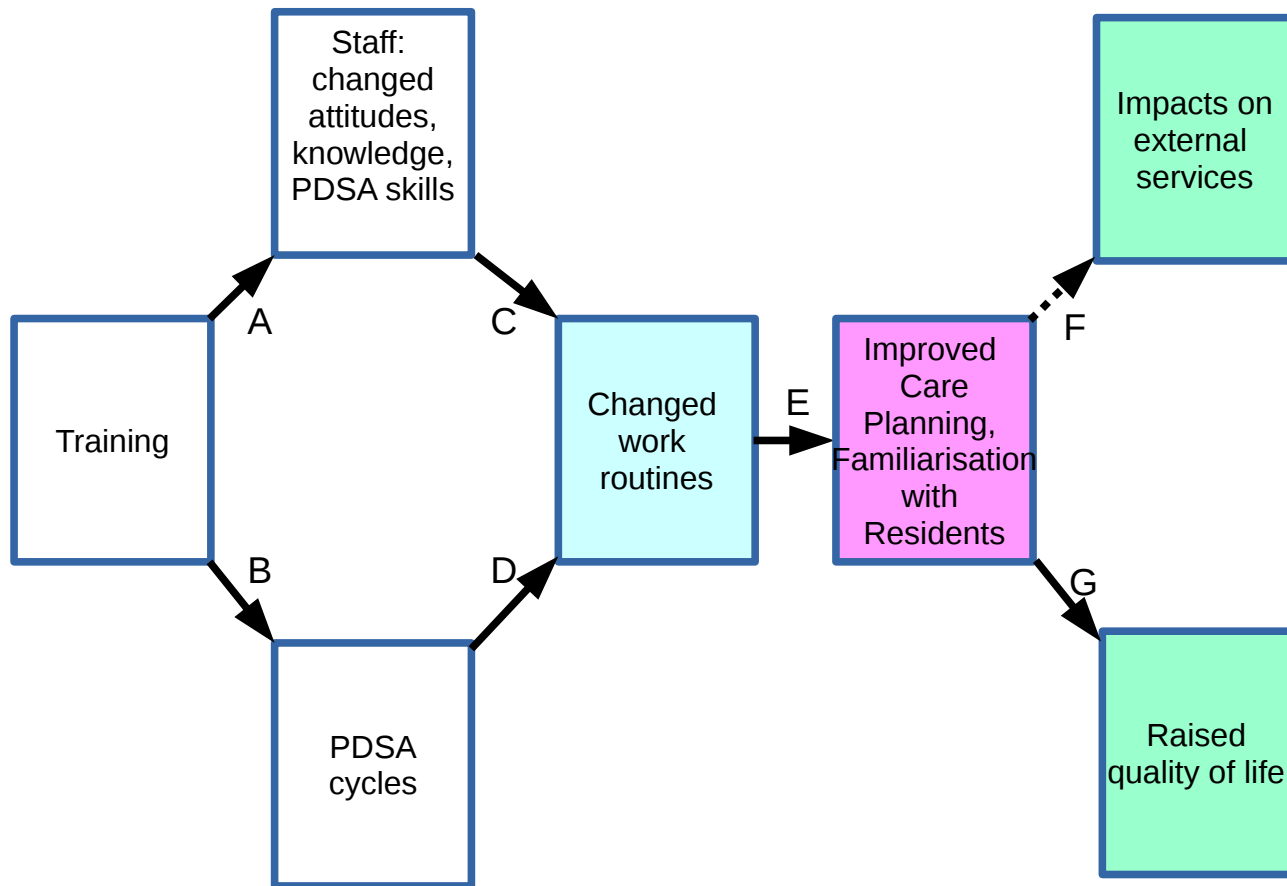 Staff:
changed
attitudes,
knowledge,
PDSA skills
Impacts on
external
services
A
C
F
Training
Changed
work
routines
E
Improved
Care
Planning,
Familiarisation
with
Residents
B
D
G
PDSA
cycles
Raised
quality of life